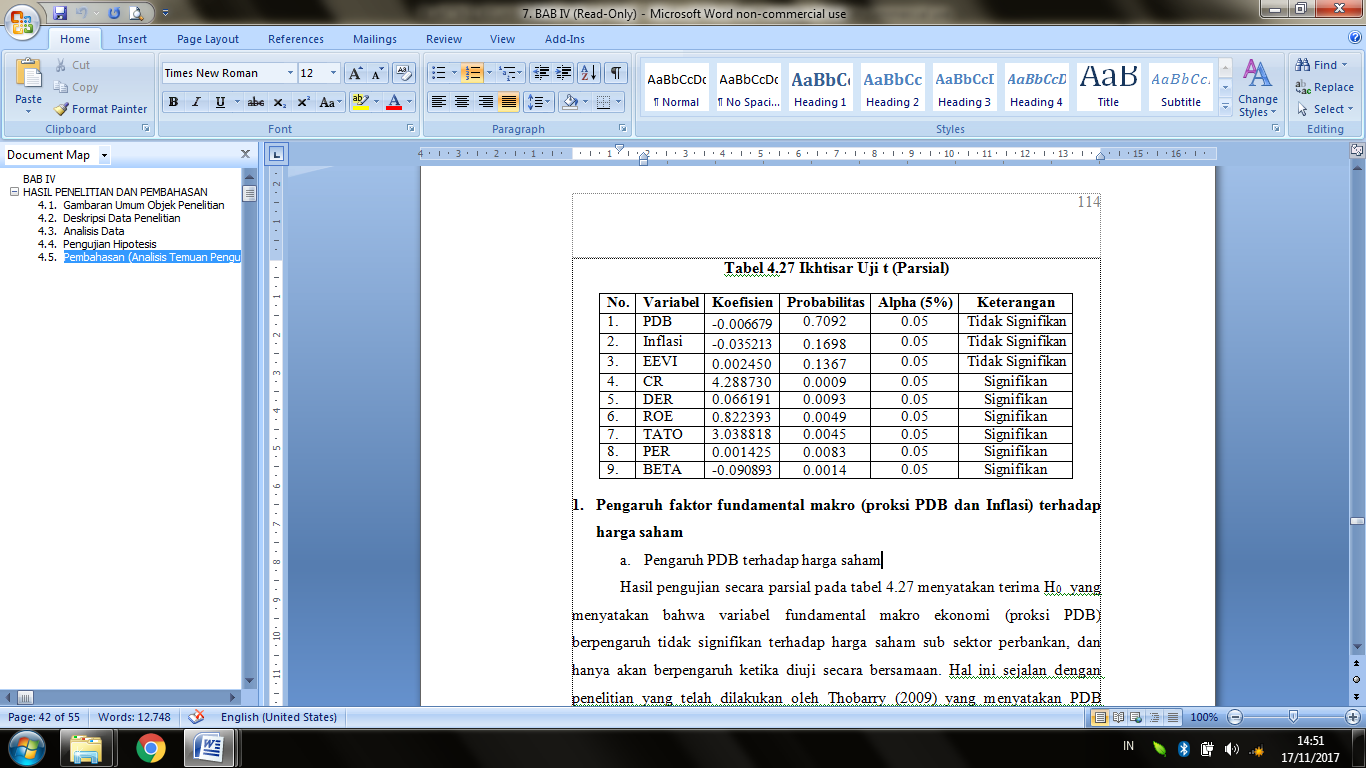 7. BAB IV (Read-Only) - Microsoft Word non-commercial use
Home Insert Page Layout References Mailings Review View Add-Ins
Paste
Cut
Copy
Format Painter
Clipboard
Times New Roman 12
B I U abc x₂ x² Aa
Font
Paragraph
AaBbCcDc AaBbCcDc AaBbC AaBbCc AaBbCcI AaBbCcD AaB AaBbCc.
¶ Normal ¶ No Spaci... Heading 1 Heading 2 Heading 3 Heading 4 Title Subtitle
Styles
Change Styles
Find
Replace
Select
Editing
Document Map
BAB IV
HASIL PENELITIAN DAN PEMBAHASAN
4.1. Gambaran Umum Objek Penelitian
4.2. Deskripsi Data Penelitian
4.3. Analisis Data
4.4. Pengujian Hipotesis
4.5. Pembahasan (Analisis Temuan Pengu
114
Tabel 4.27 Ikhtisar Uji t (Parsial)
No. Variabel Koefisien Probabilitas Alpha (5%) Keterangan
1. PDB -0.006679 0.7092 0.05 Tidak Signifikan
2. Inflasi -0.035213 0.1698 0.05 Tidak Signifikan
3. EEVI 0.002450 0.1367 0.05 Tidak Signifikan
4. CR 4.288730 0.0009 0.05 Signifikan
5. DER 0.066191 0.0093 0.05 Signifikan
6. ROE 0.822393 0.0049 0.05 Signifikan
7. TATO 3.038818 0.0045 0.05 Signifikan
8. PER 0.001425 0.0083 0.05 Signifikan
9. BETA -0.090893 0.0014 0.05 Signifikan
1. Pengaruh faktor fundamental makro (proksi PDB dan Inflasi) terhadap
harga saham
a. Pengaruh PDB terhadap harga saham
Hasil pengujian secara parsial pada tabel 4.27 menyatakan terima H0 yang
menyatakan bahwa variabel fundamental makro ekonomi (proksi PDB)
berpengaruh tidak signifikan terhadap harga saham sub sektor perbankan, dan
hanya akan berpengaruh ketika diuji secara bersamaan. Hal ini sejalan dengan
penelitian yang telah dilakukan oleh Thobarry (2009) yang menyatakan PDB
Page: 42 of 55 Words: 12.748 English (United States) 100%
IN
14:51
17/11/2017